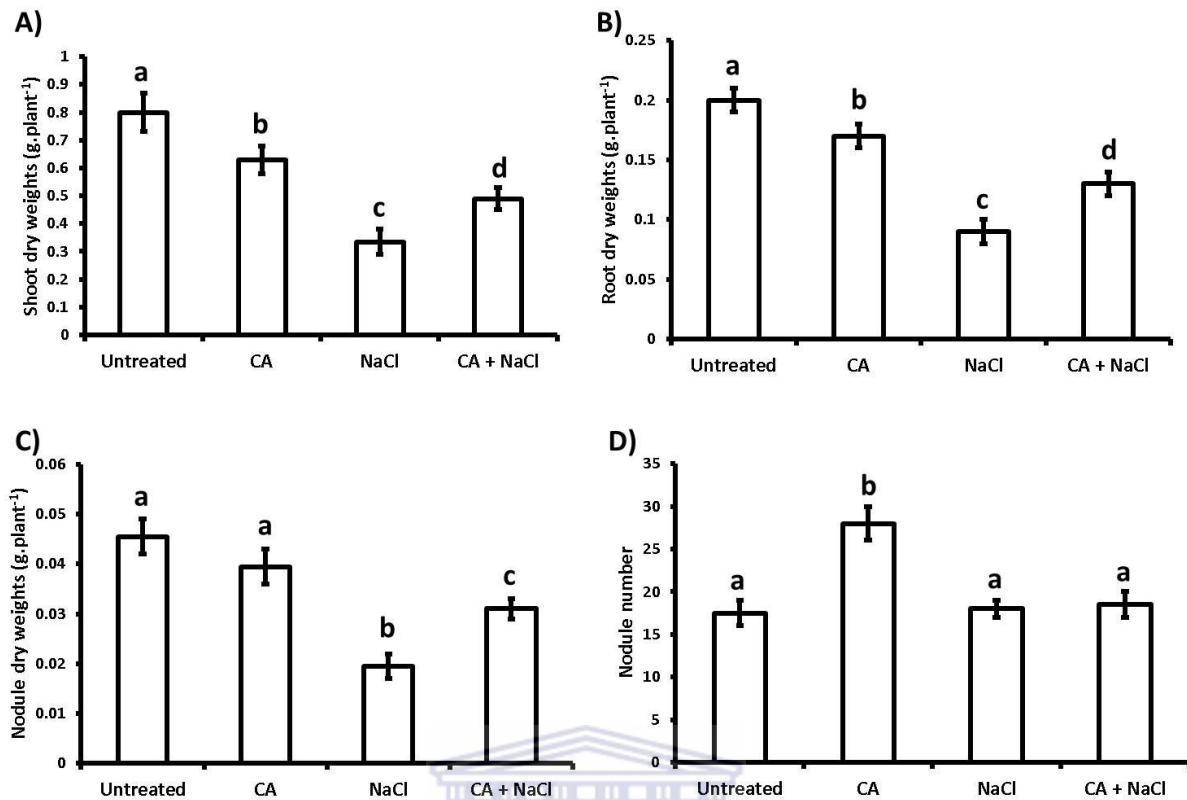 A)
Shoot dry weights (g.plant-1)
1
0.9
0.8
0.7
0.6
0.5
0.4
0.3
0.2
0.1
0
a
b
c
d
Untreated CA NaCl CA + NaCl
B)
Root dry weights (g.plant-1)
0.25
0.2
0.15
0.1
0.05
0
a
b
c
d
Untreated CA NaCl CA + NaCl
C)
Nodule dry weights (g.plant-1)
0.06
0.05
0.04
0.03
0.02
0.01
0
a
a
b
c
Untreated CA NaCl CA + NaCl
D)
Nodule number
35
30
25
20
15
10
5
0
a
b
a
a
Untreated CA NaCl CA + NaCl